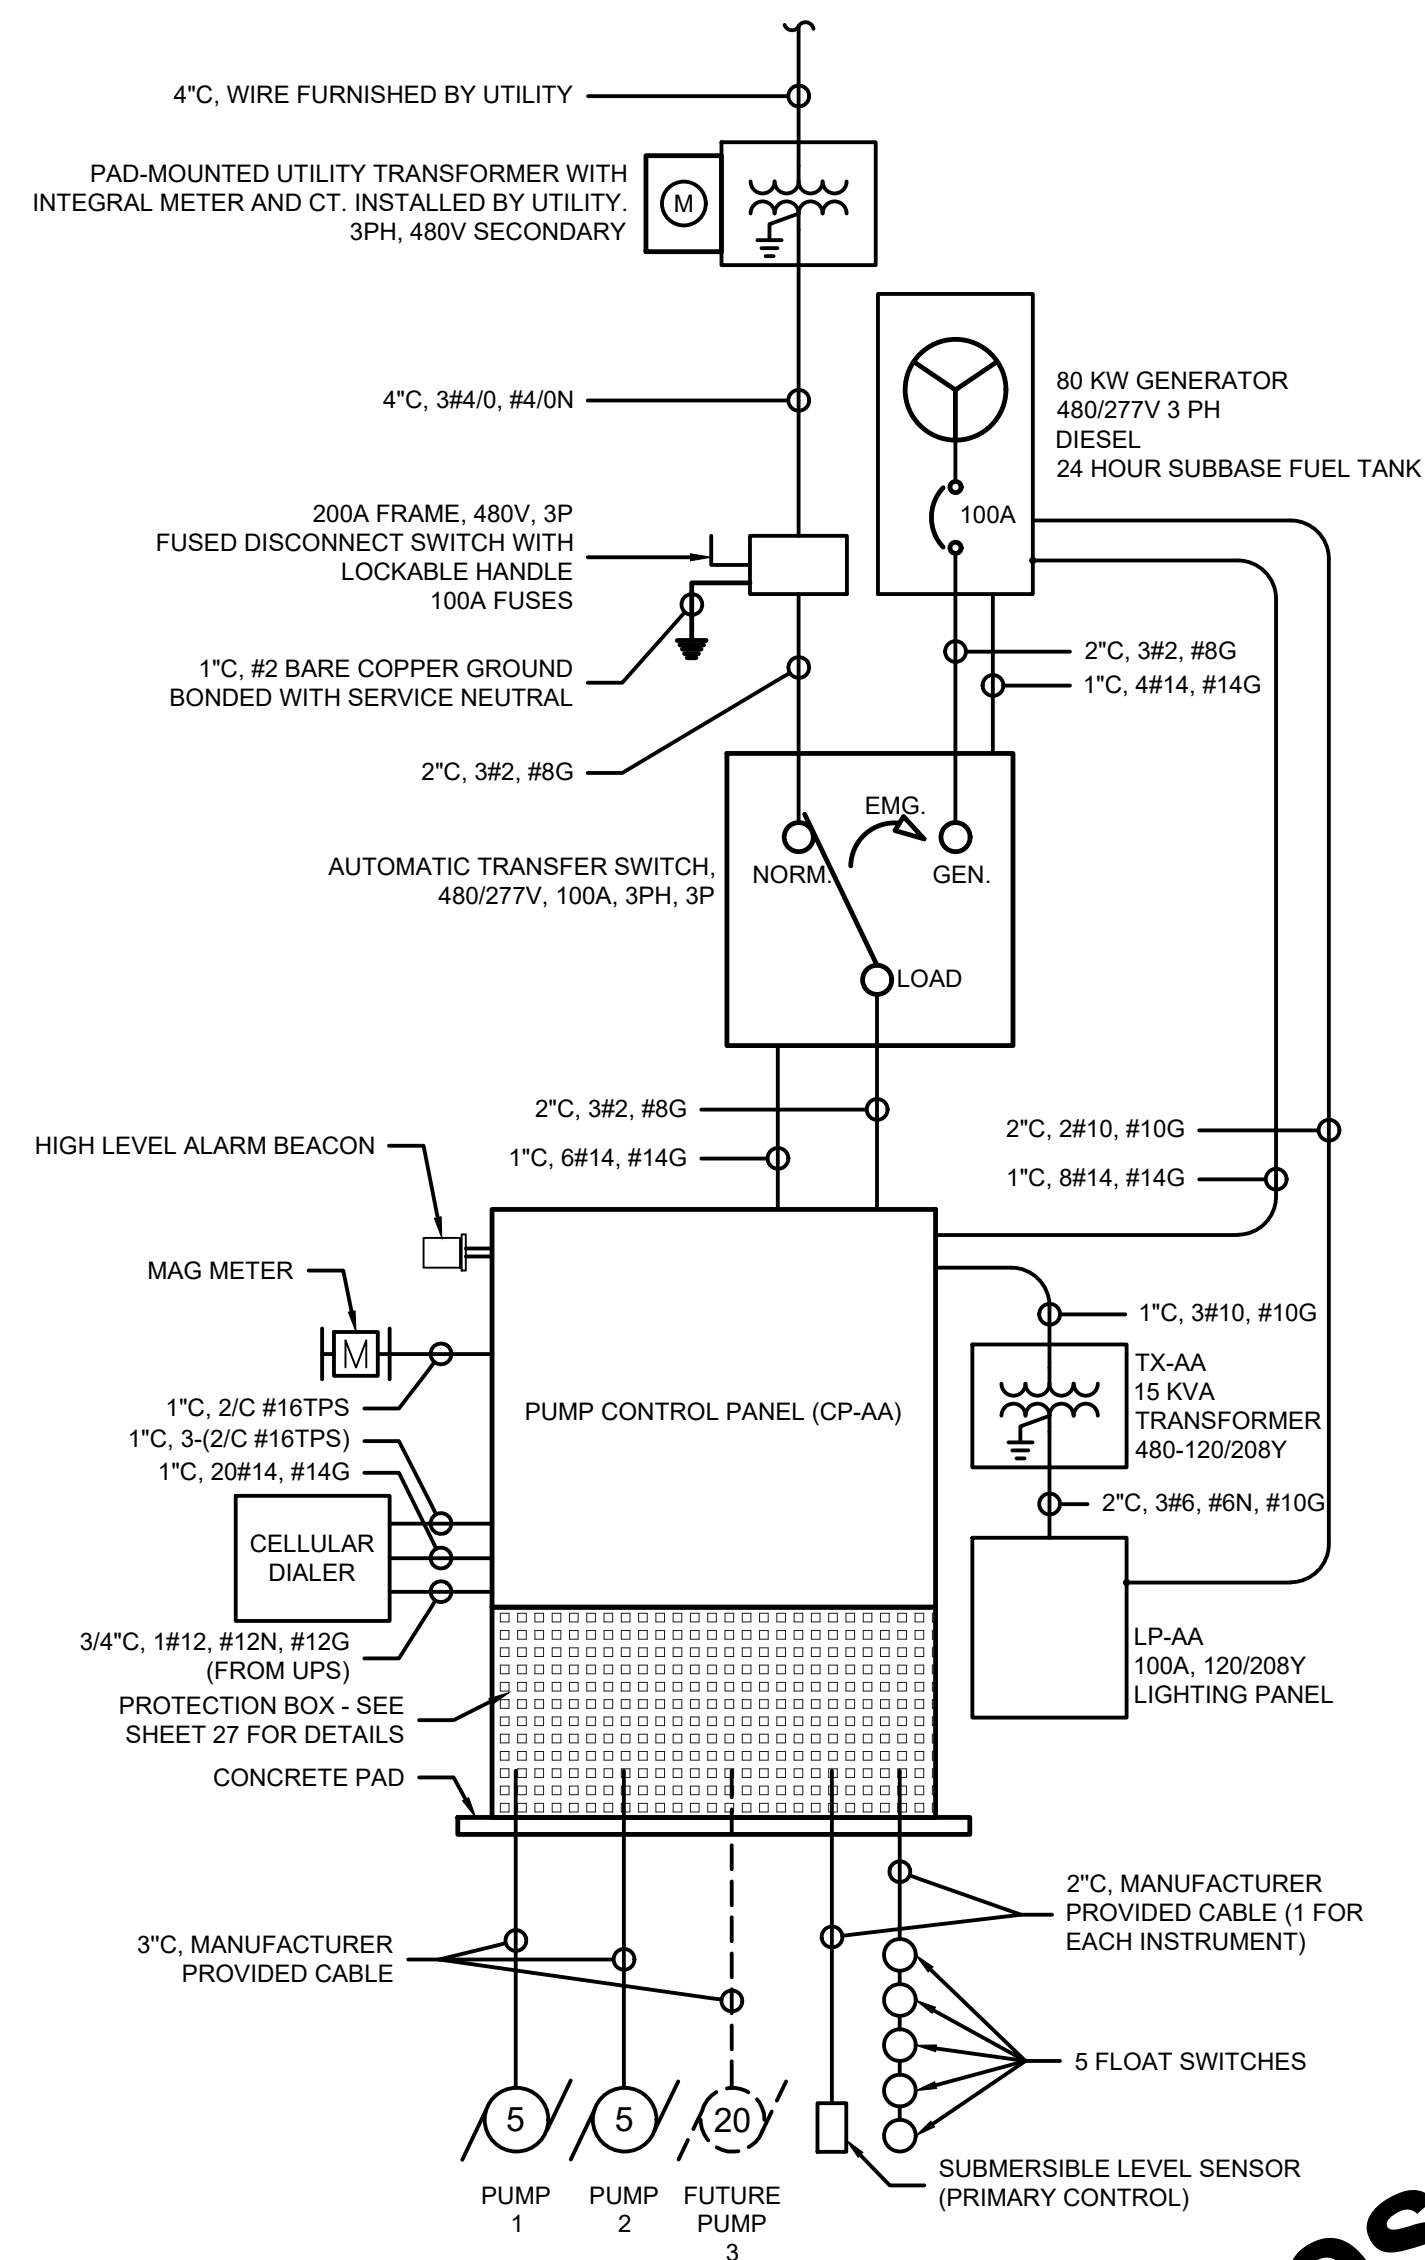 4"C, WIRE FURNISHED BY UTILITY
PAD-MOUNTED UTILITY TRANSFORMER WITH
INTEGRAL METER AND CT. INSTALLED BY UTILITY.
3PH, 480V SECONDARY
M
80 KW GENERATOR
480/277V 3 PH
DIESEL
24 HOUR SUBBASE FUEL TANK
4"C, 3#4/0, #4/0N
100A
200A FRAME, 480V, 3P
FUSED DISCONNECT SWITCH WITH
LOCKABLE HANDLE
100A FUSES
1"C, #2 BARE COPPER GROUND
BONDED WITH SERVICE NEUTRAL
2"C, 3#2, #8G
1"C, 4#14, #14G
2"C, 3#2, #8G
EMG.
NORM.
GEN.
AUTOMATIC TRANSFER SWITCH,
480/277V, 100A, 3PH, 3P
LOAD
2"C, 3#2, #8G
1"C, 6#14, #14G
2"C, 2#10, #10G
1"C, 8#14, #14G
HIGH LEVEL ALARM BEACON
MAG METER
M
1"C, 2/C #16TPS
1"C, 3-(2/C #16TPS)
1"C, 20#14, #14G
PUMP CONTROL PANEL (CP-AA)
1"C, 3#10, #10G
TX-AA
15 KVA
TRANSFORMER
480-120/208Y
2"C, 3#6, #6N, #10G
CELLULAR
DIALER
3/4"C, 1#12, #12N, #12G
(FROM UPS)
PROTECTION BOX - SEE
SHEET 27 FOR DETAILS
CONCRETE PAD
LP-AA
100A, 120/208Y
LIGHTING PANEL
3"C, MANUFACTURER
PROVIDED CABLE
2"C, MANUFACTURER
PROVIDED CABLE (1 FOR
EACH INSTRUMENT)
5 FLOAT SWITCHES
5
5
20
SUBMERSIBLE LEVEL SENSOR
(PRIMARY CONTROL)
PUMP
1
PUMP
2
FUTURE
PUMP
3